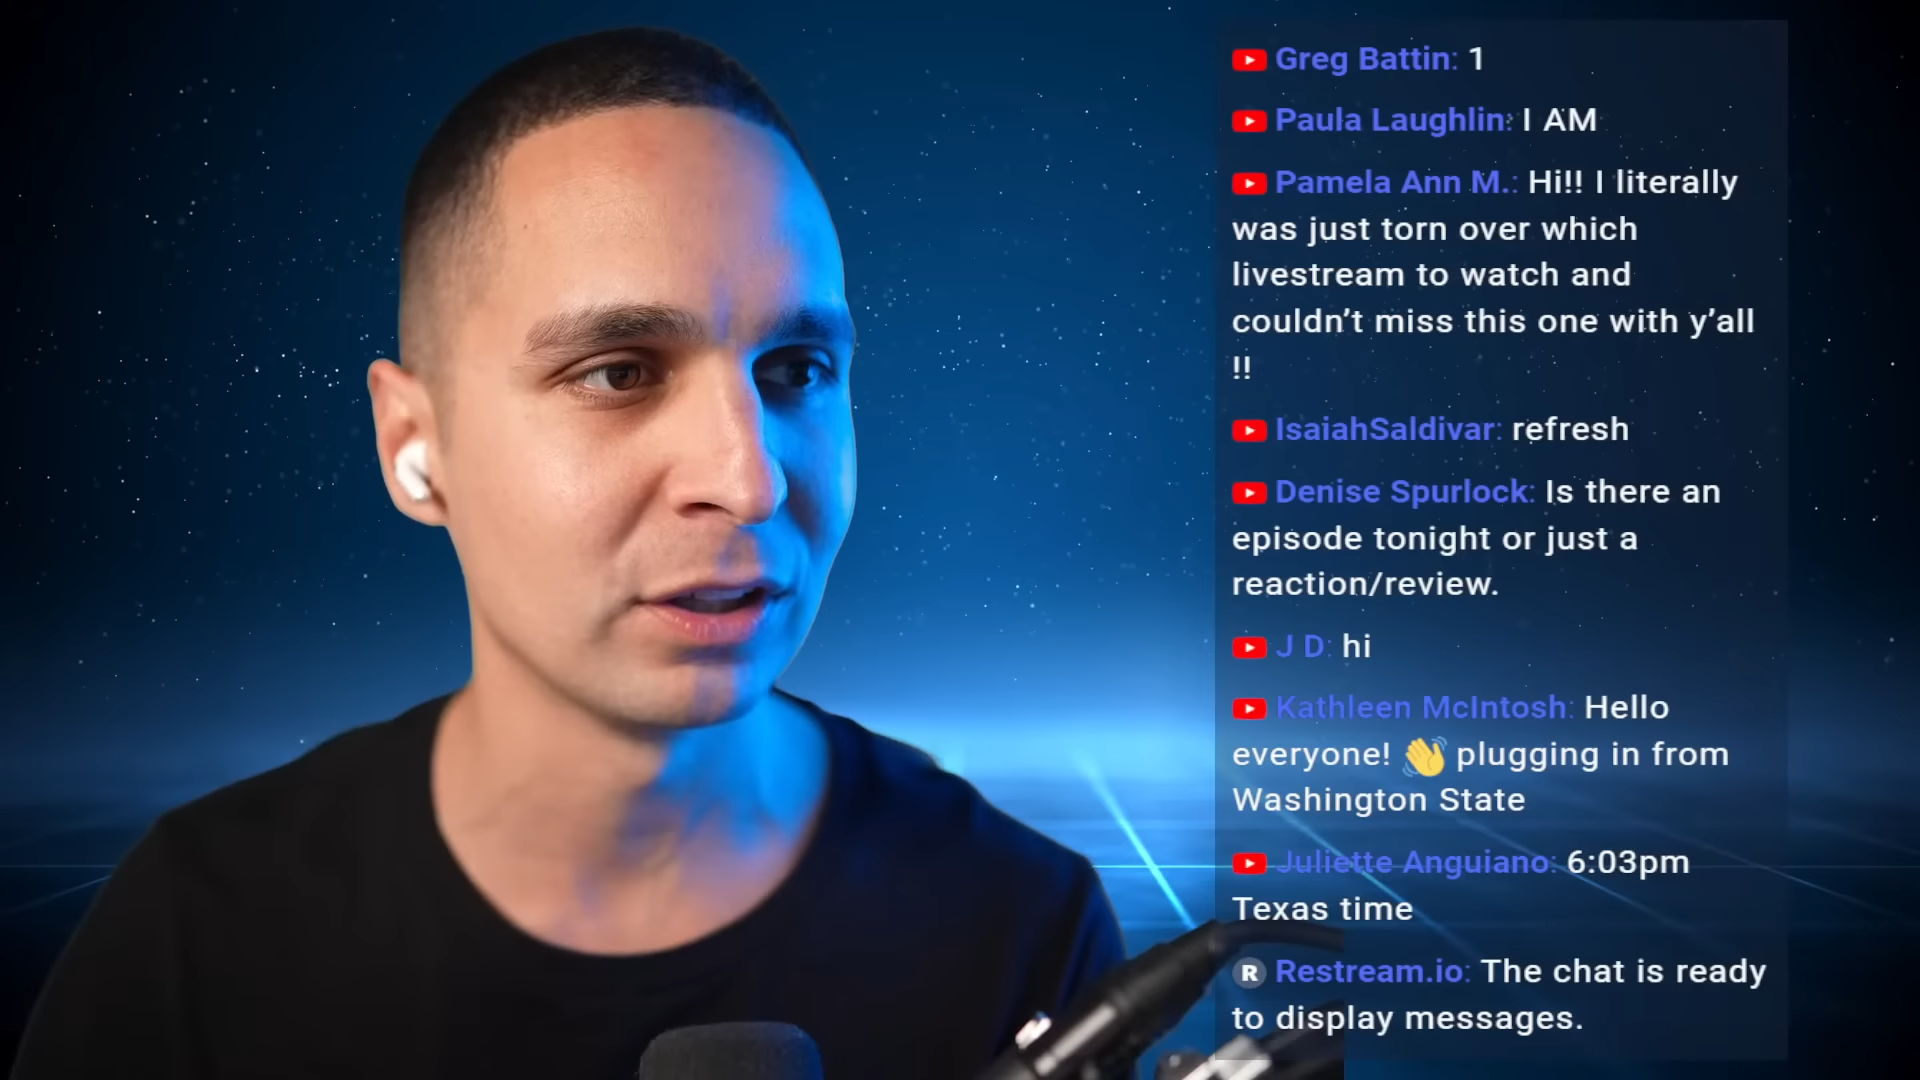 Greg Battin: 1
Paula Laughlin: I AM
Pamela Ann M.: Hi!! I literally
was just torn over which
livestream to watch and
couldn’t miss this one with y’all
!!
IsaiahSaldivar: refresh
Denise Spurlock: Is there an
episode tonight or just a
reaction/review.
J D: hi
Kathleen McIntosh: Hello
everyone! 👋 plugging in from
Washington State
Juliette Anguiano: 6:03pm
Texas time
R Restream.io: The chat is ready
to display messages.